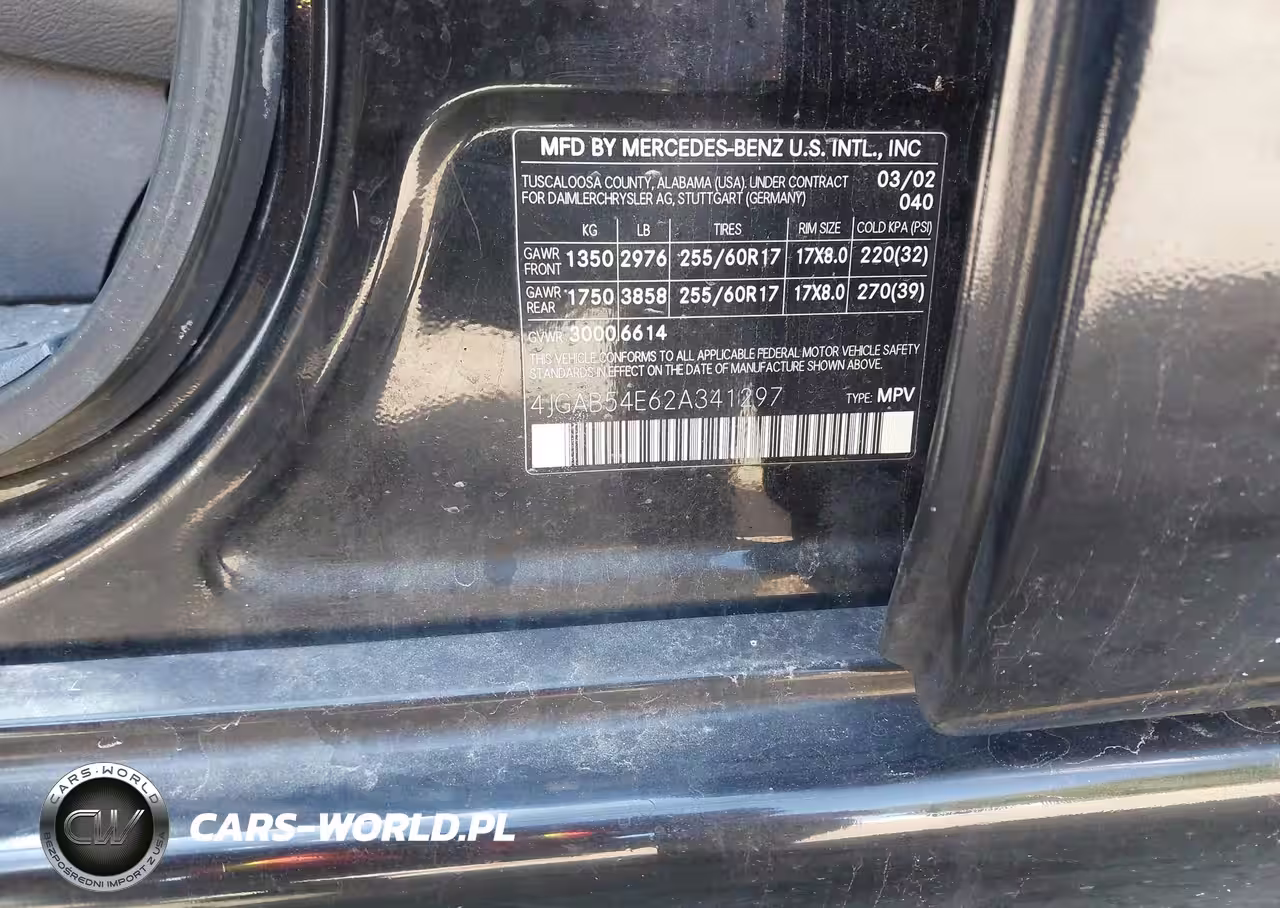 MFD BY MERCEDES-BENZ U.S. INTL., INC
TUSCALOOSA COUNTY, ALABAMA (USA). UNDER CONTRACT 03/02
FOR DAIMLERCHRYSLER AG, STUTTGART (GERMANY) 040
KG LB TIRES RIM SIZE COLD KPA (PSI)
GAWR FRONT 1350 2976 255/60R17 17X8.0 220(32)
GAWR REAR 1750 3858 255/60R17 17X8.0 270(39)
GVWR 3000 6614
THIS VEHICLE CONFORMS TO ALL APPLICABLE FEDERAL MOTOR VEHICLE SAFETY
STANDARDS IN EFFECT ON THE DATE OF MANUFACTURE SHOWN ABOVE.
4JGAB54E62A341297 TYPE: MPV
CARS-WORLD
CW
BEZPOŚREDNI IMPORT Z USA
CARS-WORLD.PL